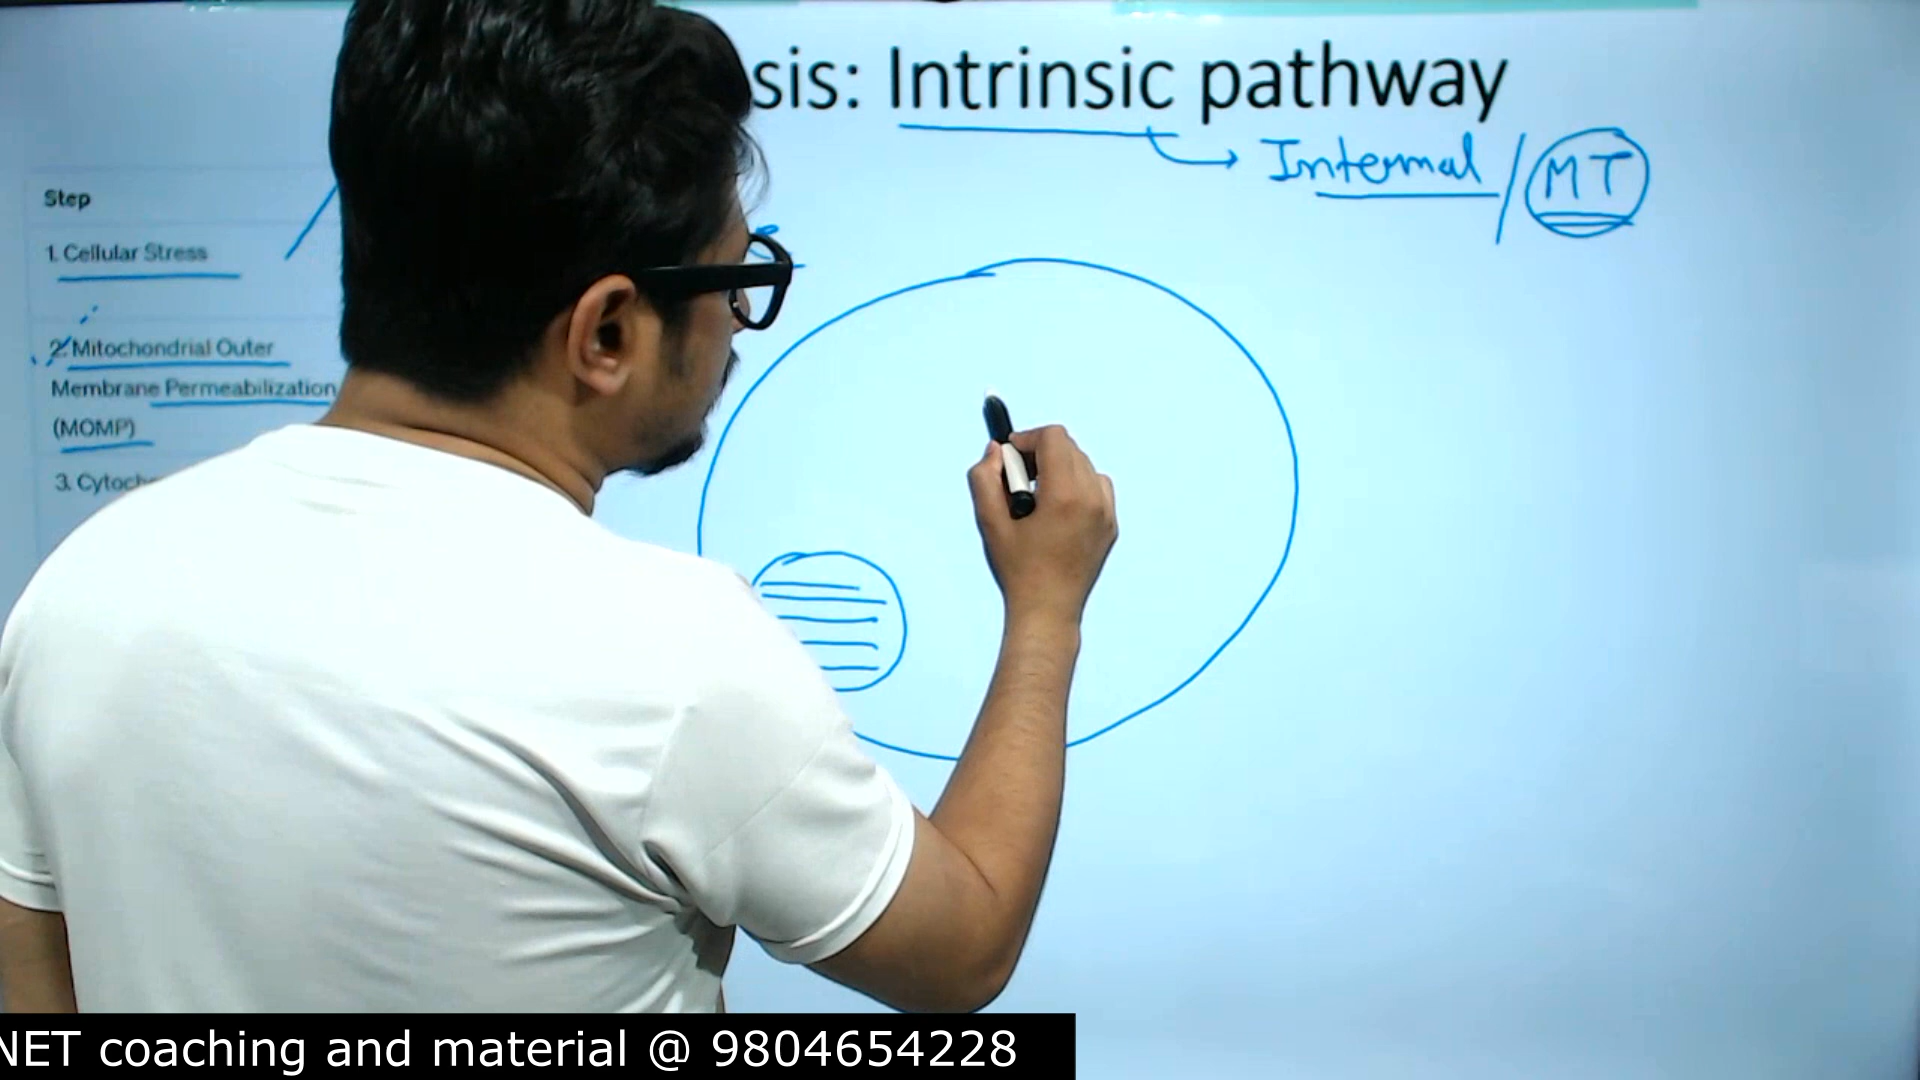 sis: Intrinsic pathway
Internal / MT
Step
1. Cellular Stress
2. Mitochondrial Outer
Membrane Permeabilization
(MOMP)
3. Cytoch
NET coaching and material @ 9804654228